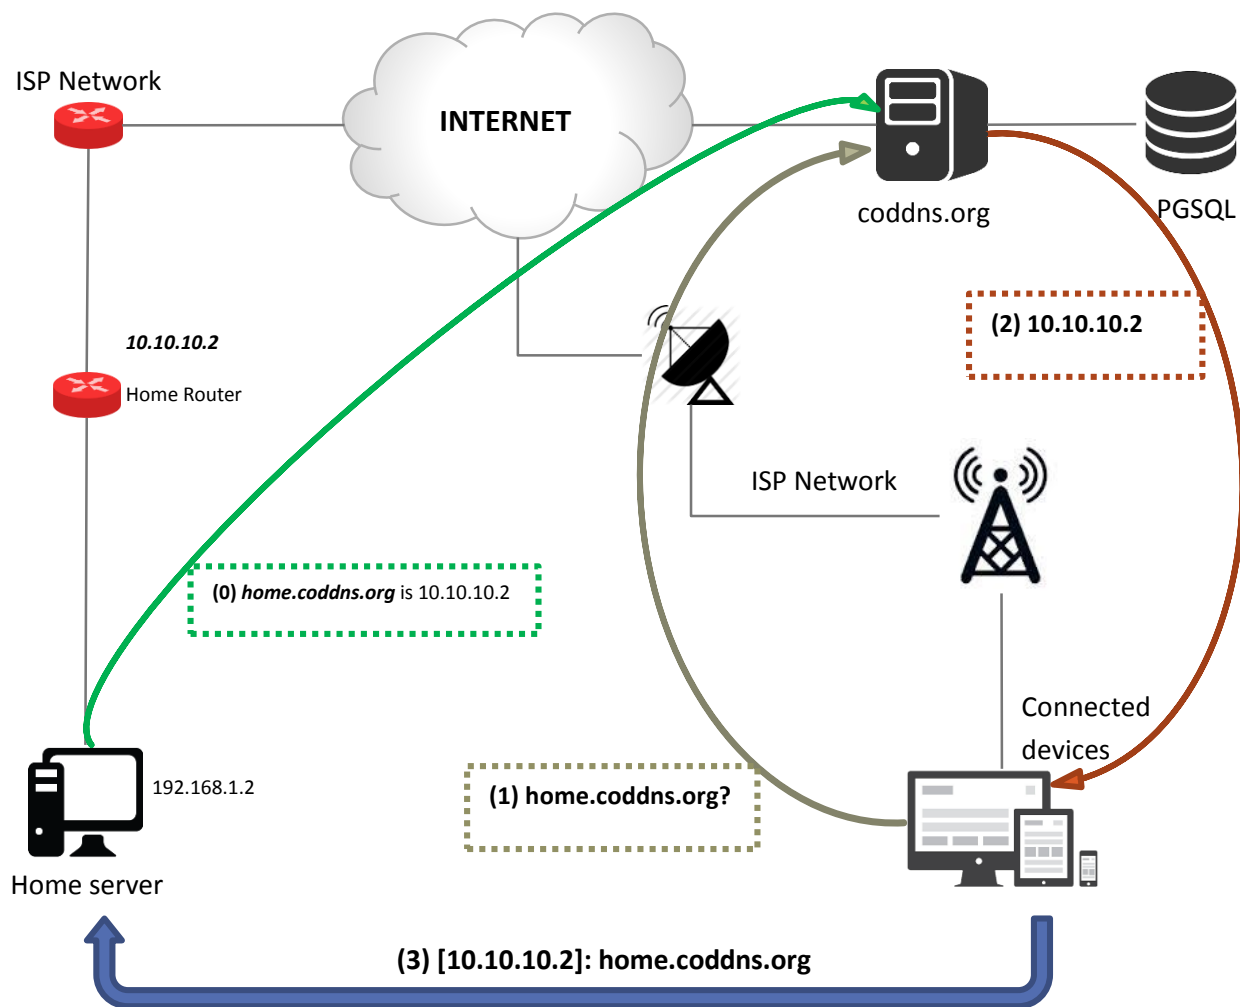 ISP Network
INTERNET
coddns.org
PGSQL
10.10.10.2
Home Router
(2) 10.10.10.2
ISP Network
(0) home.coddns.org is 10.10.10.2
Connected
devices
192.168.1.2
(1) home.coddns.org?
Home server
(3) [10.10.10.2]: home.coddns.org